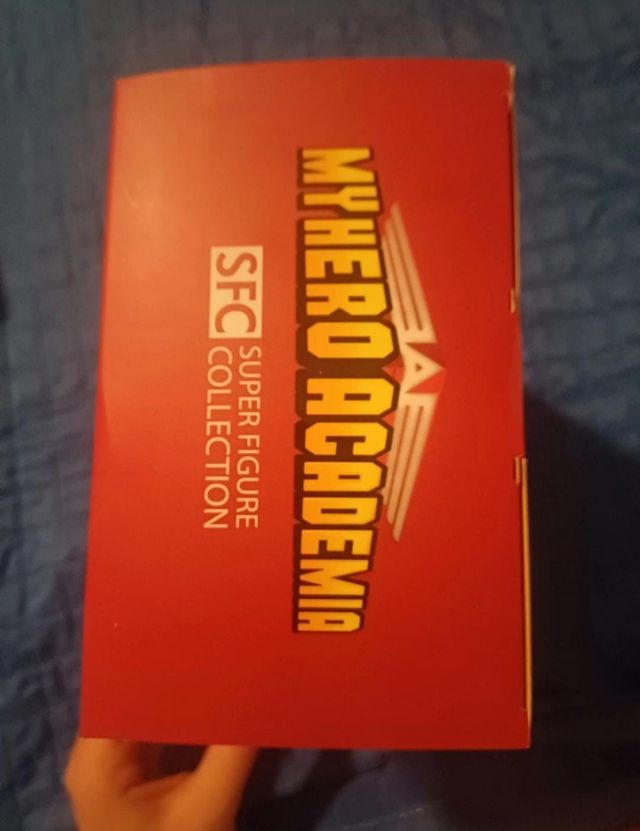 MY HERO ACADEMIA
SFC
SUPER FIGURE
COLLECTION